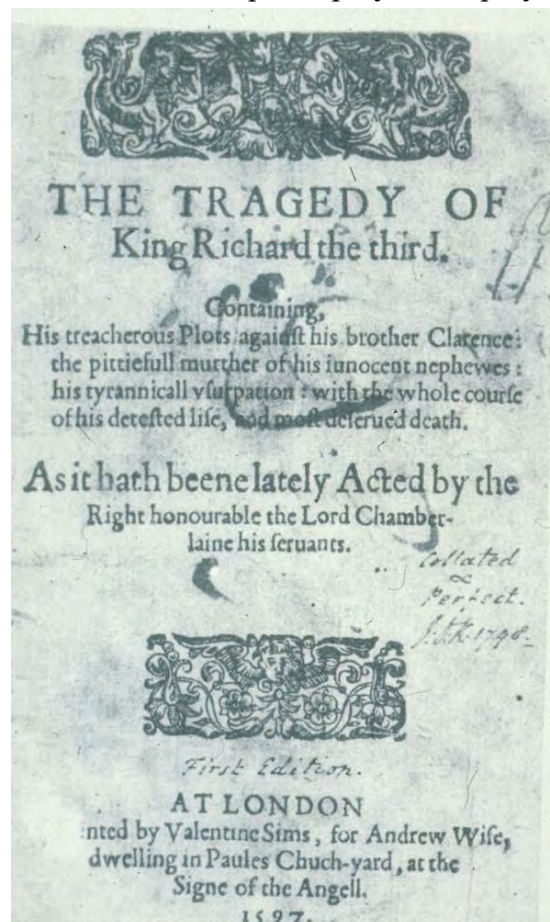 THE TRAGEDY OF
King Richard the third.
Containing,
His treacherous Plots against his brother Clarence:
the pittiefull murther of his iunocent nephewes:
his tyrannicall vsurpation: with the whole course
of his detested life, and most deserued death.
As it hath beene lately Acted by the
Right honourable the Lord Chamber-
laine his seruants.
Collated
&
Perfect.
J.P.K. 1798.
First Edition.
AT LONDON
nted by Valentine Sims, for Andrew Wise,
dwelling in Paules Chuch-yard, at the
Signe of the Angell.
1597.